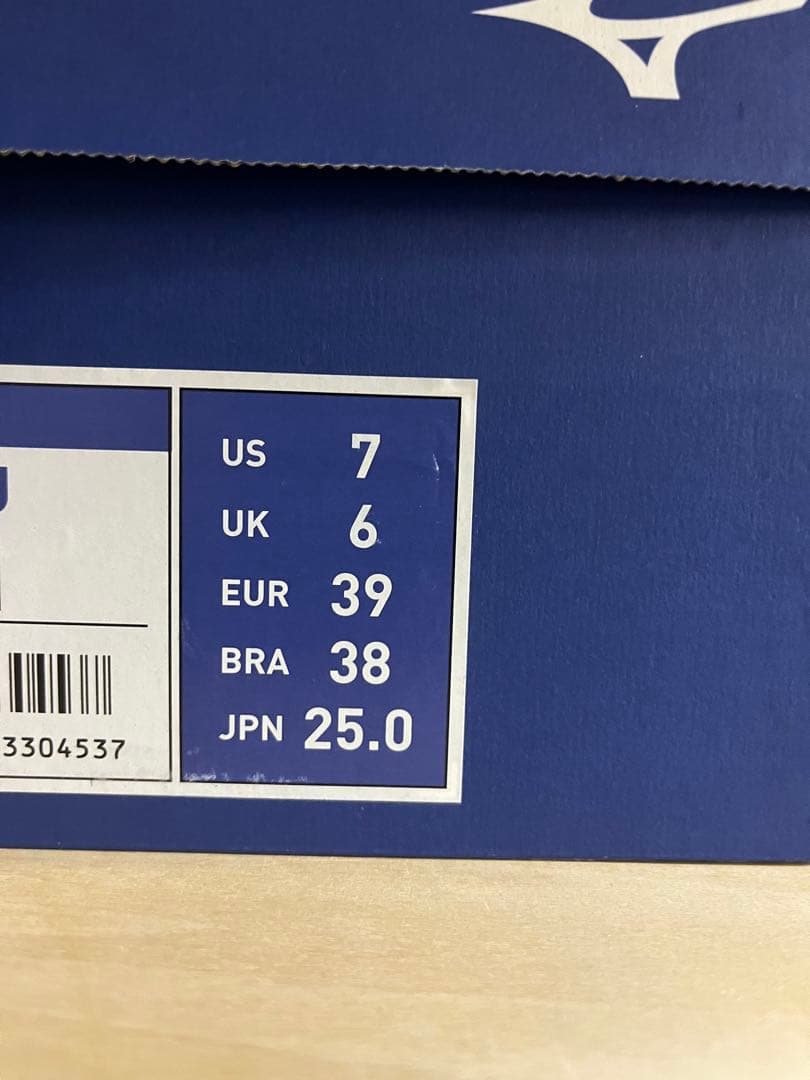 US 7
UK 6
EUR 39
BRA 38
JPN 25.0
3304537